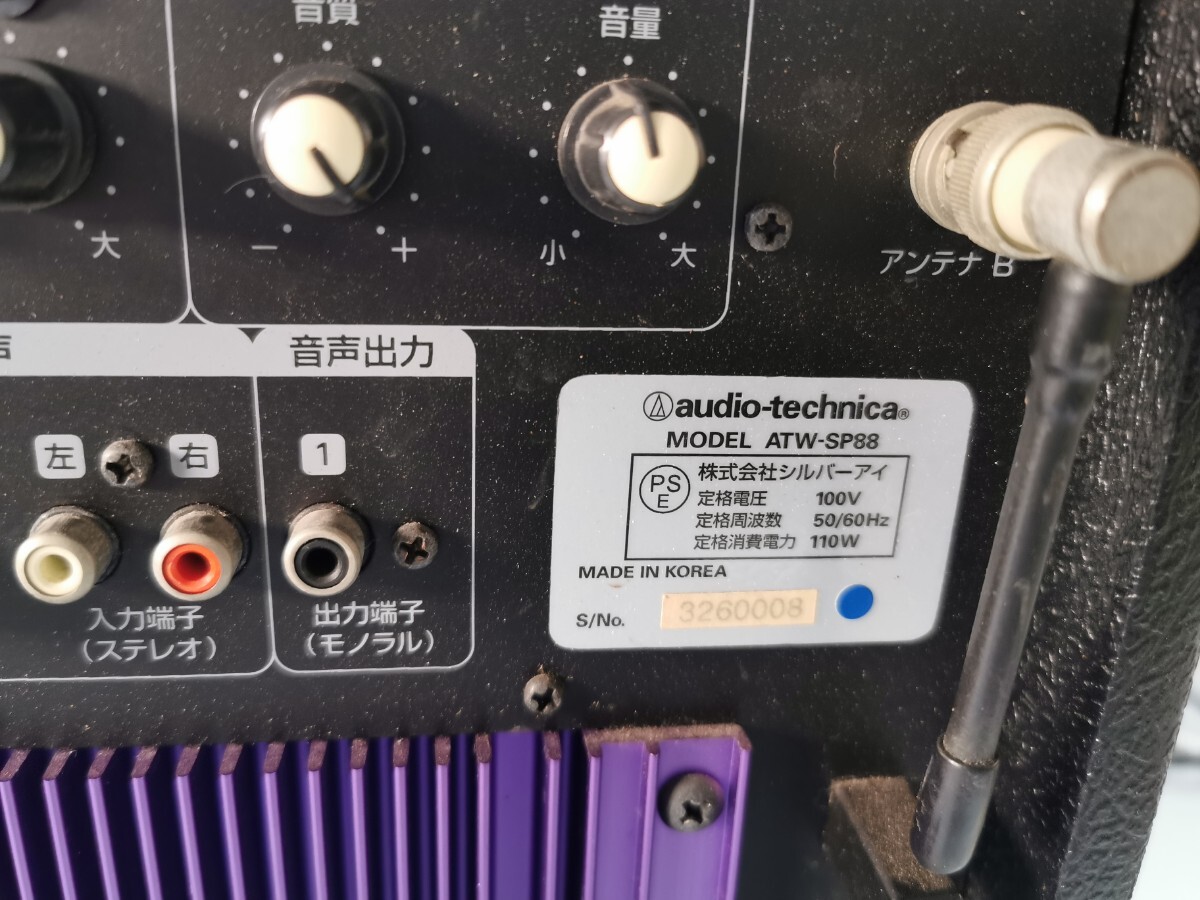 音質
音量
大
−
+
小
大
アンテナ B
声
音声出力
左
右
1
入力端子
(ステレオ)
出力端子
(モノラル)
audio-technica®
MODEL ATW-SP88
PSE
株式会社シルバーアイ
定格電圧 100V
定格周波数 50/60Hz
定格消費電力 110W
MADE IN KOREA
S/No. 3260008